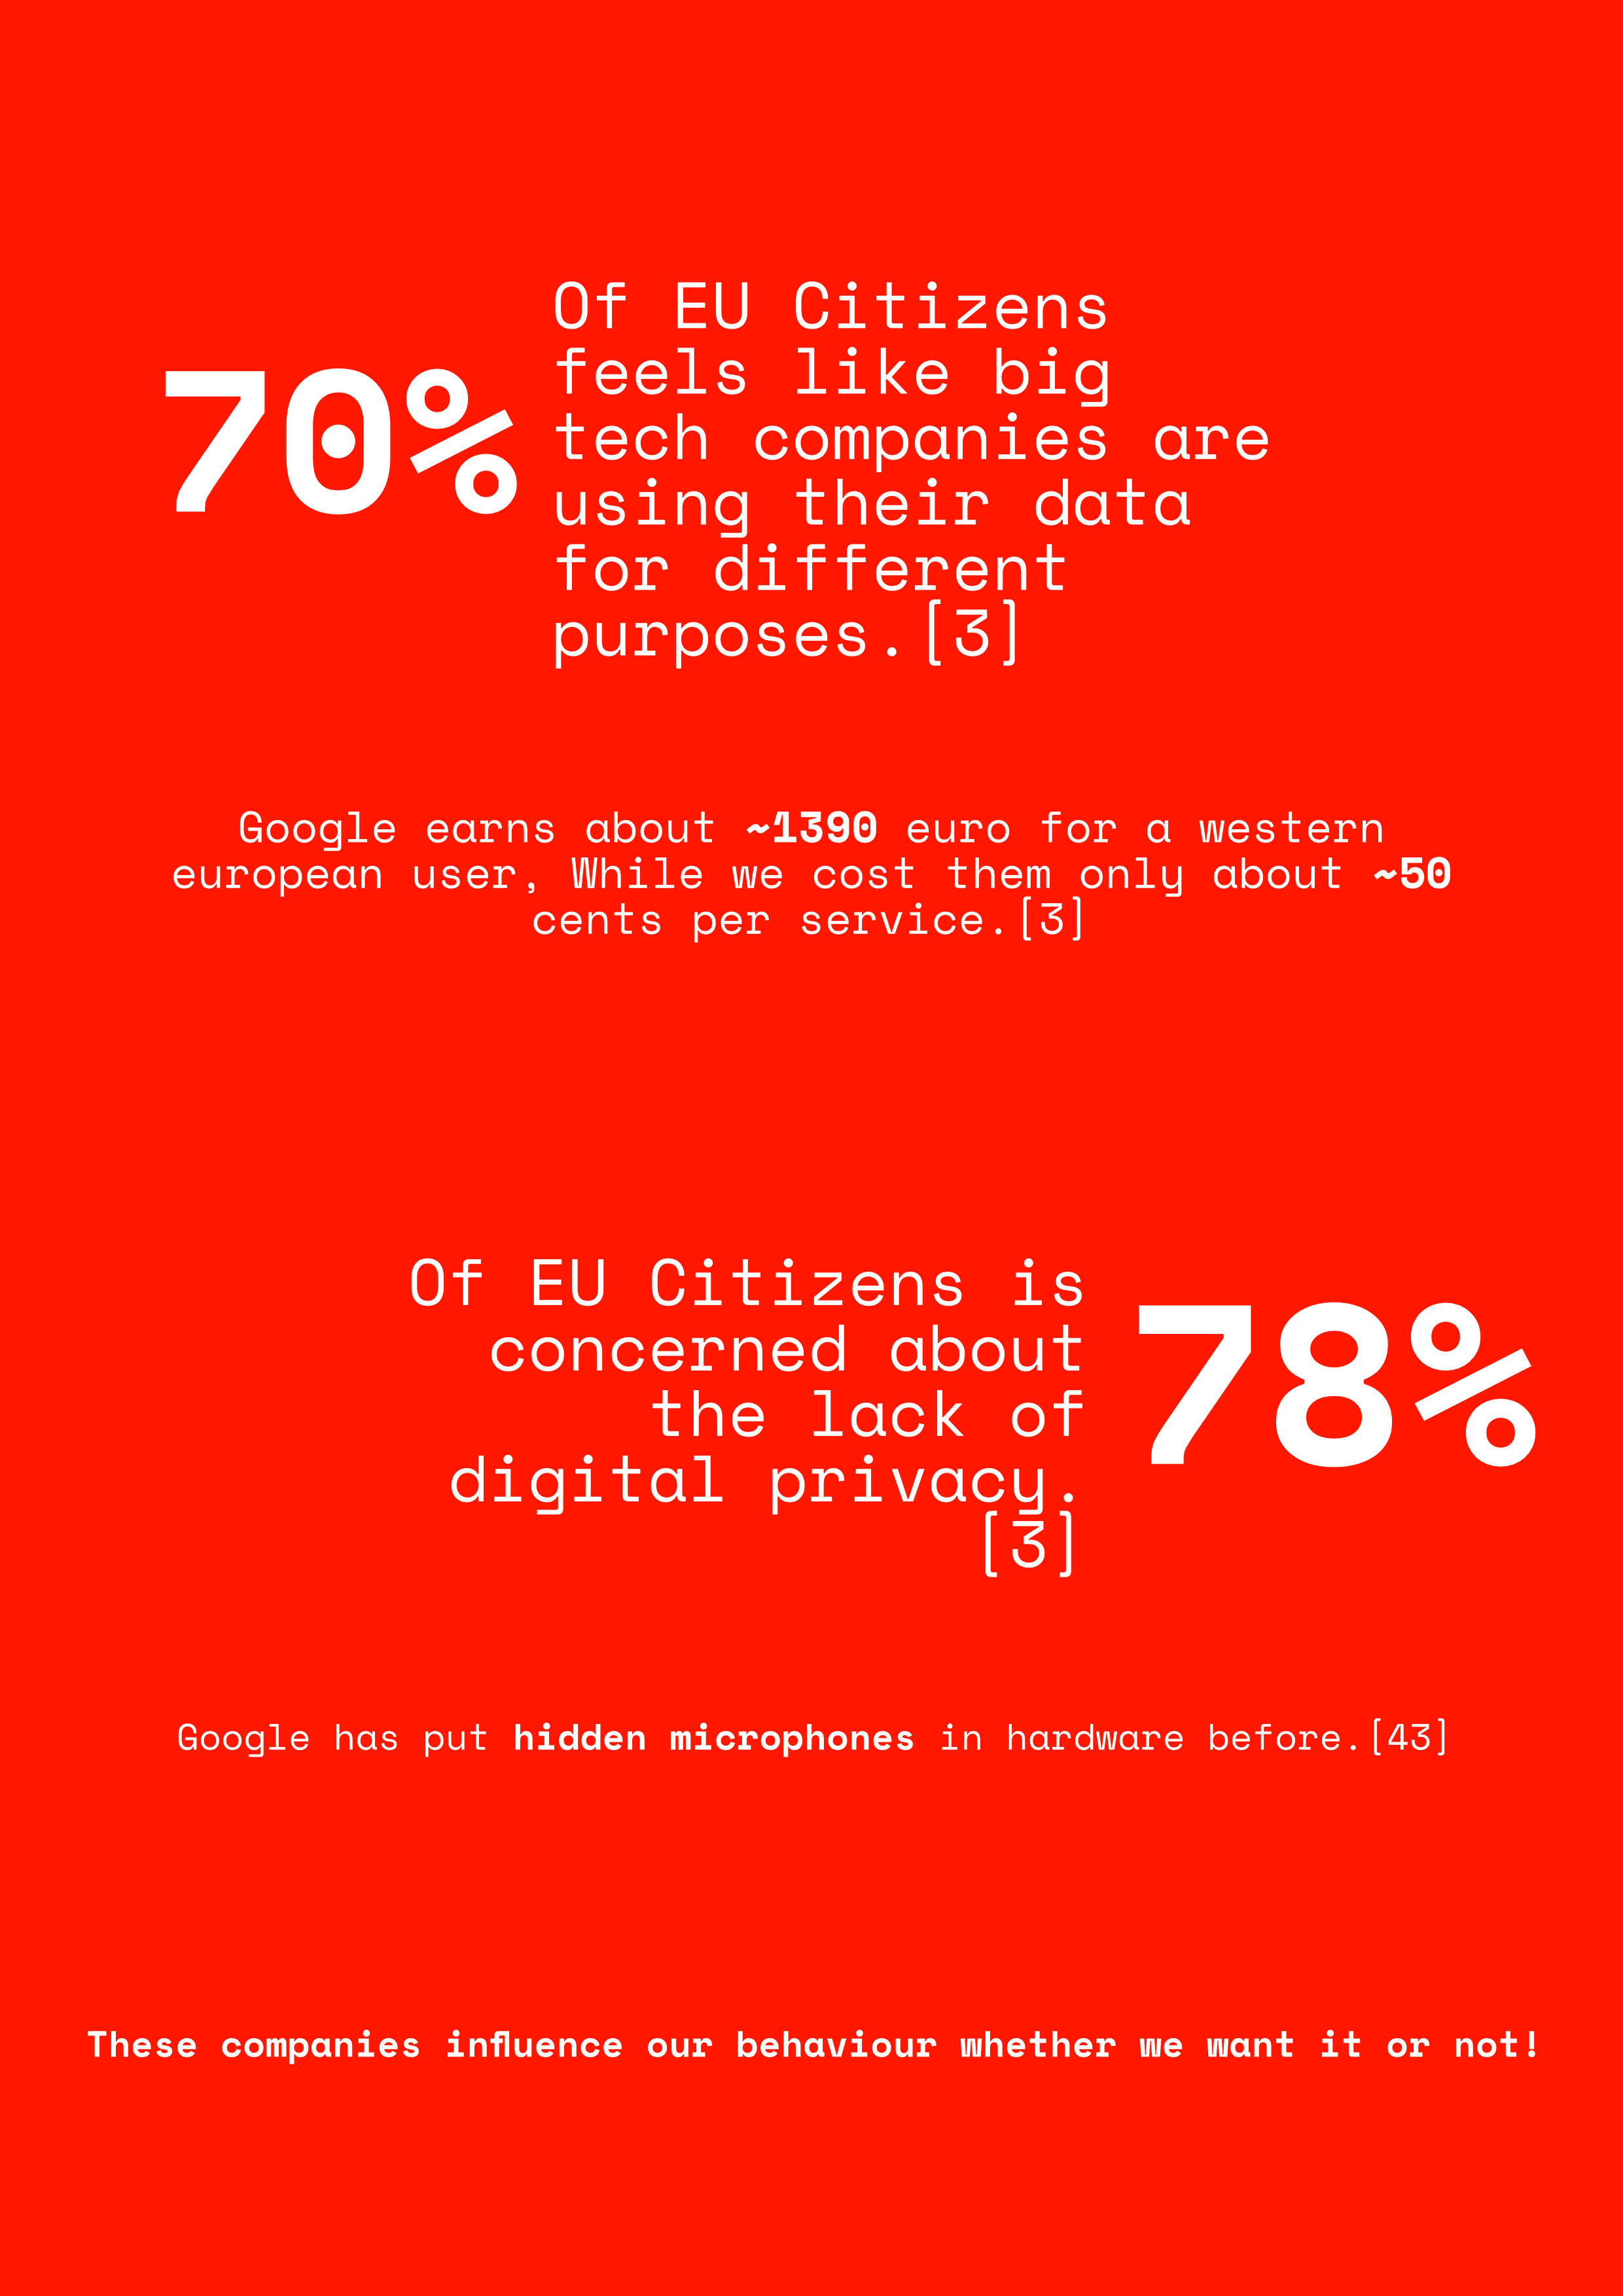 70%
Of EU Citizens
feels like big
tech companies are
using their data
for different
purposes.[3]
Google earns about ~1390 euro for a western
european user, While we cost them only about ~50
cents per service.[3]
Of EU Citizens is
concerned about
the lack of
digital privacy.
[3]
78%
Google has put hidden microphones in hardware before.[43]
These companies influence our behaviour whether we want it or not!